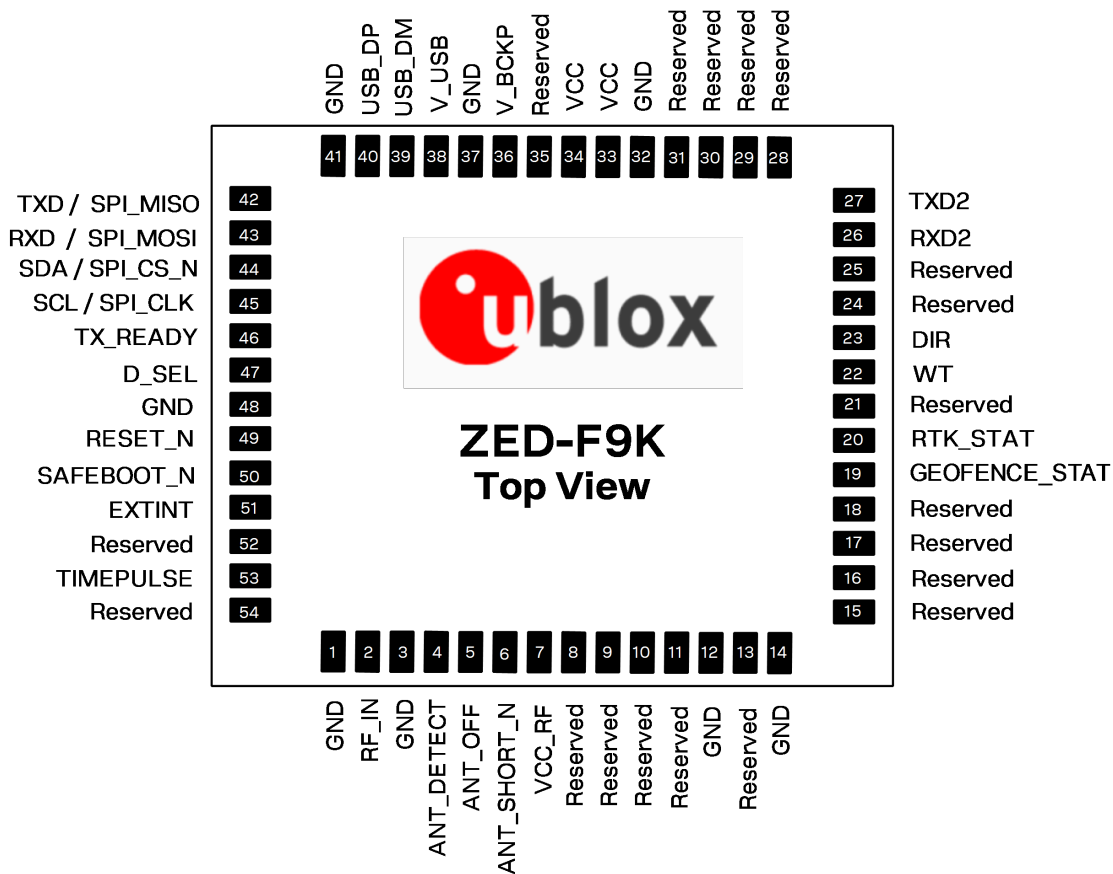 GND
USB_DP
USB_DM
V_USB
GND
V_BCKP
Reserved
VCC
VCC
GND
Reserved
Reserved
Reserved
Reserved
41 40 39 38 37 36 35 34 33 32 31 30 29 28
TXD / SPI_MISO 42
RXD / SPI_MOSI 43
SDA / SPI_CS_N 44
SCL / SPI_CLK 45
TX_READY 46
D_SEL 47
GND 48
RESET_N 49
SAFEBOOT_N 50
EXTINT 51
Reserved 52
TIMEPULSE 53
Reserved 54
ublox
ZED-F9K
Top View
27 TXD2
26 RXD2
25 Reserved
24 Reserved
23 DIR
22 WT
21 Reserved
20 RTK_STAT
19 GEOFENCE_STAT
18 Reserved
17 Reserved
16 Reserved
15 Reserved
1 2 3 4 5 6 7 8 9 10 11 12 13 14
GND
RF_IN
GND
ANT_DETECT
ANT_OFF
ANT_SHORT_N
VCC_RF
Reserved
Reserved
Reserved
Reserved
GND
Reserved
GND